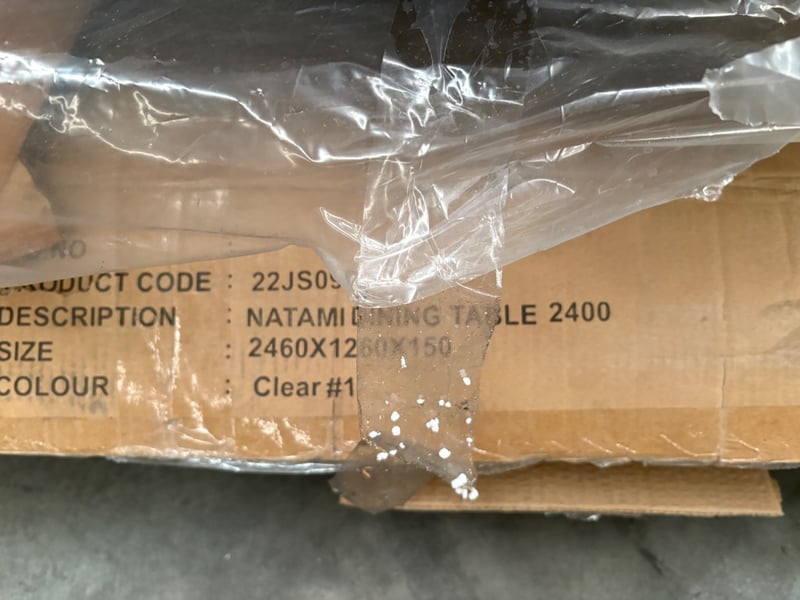 PRODUCT CODE : 22JS09
DESCRIPTION : NATAMI DINING TABLE 2400
SIZE : 2460X1260X150
COLOUR : Clear #1